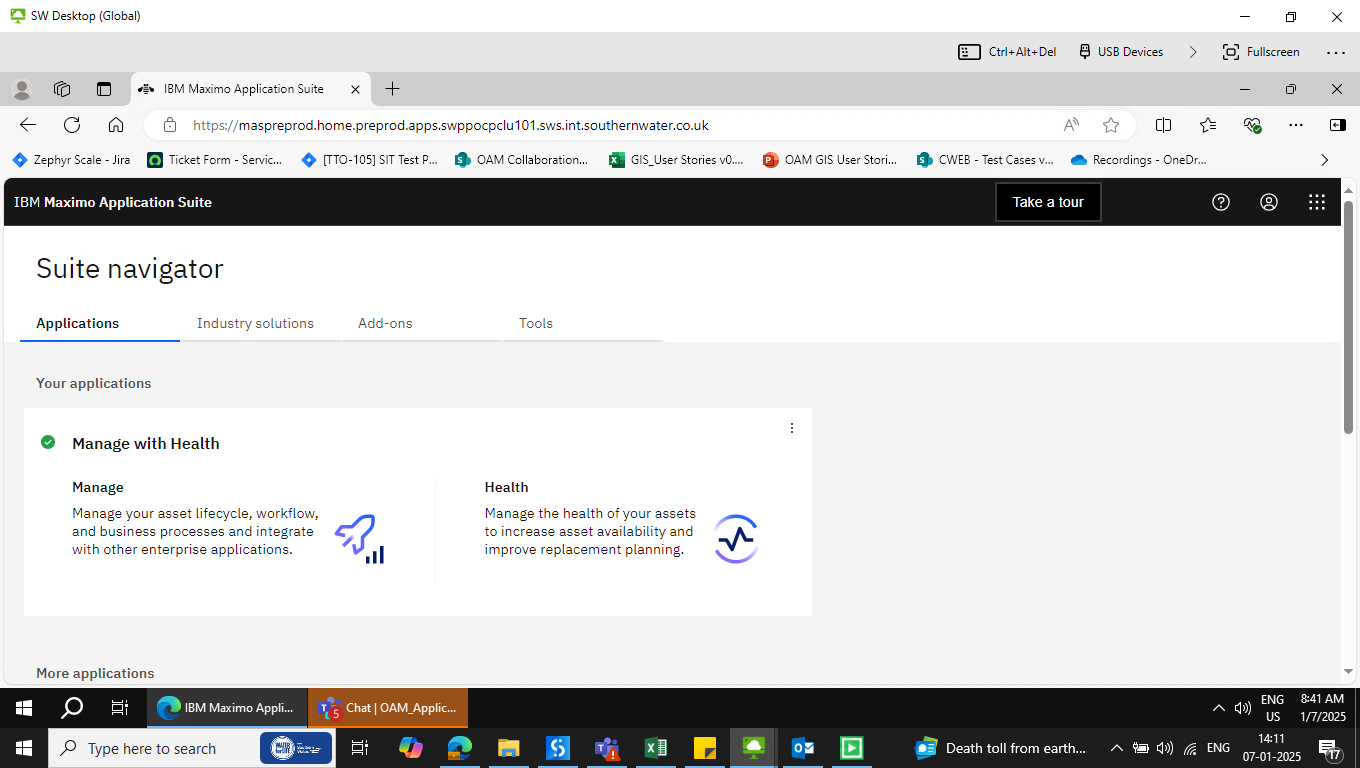 SW Desktop (Global)
Ctrl+Alt+Del
USB Devices
Fullscreen
IBM Maximo Application Suite
https://maspreprod.home.preprod.apps.swppocpclu101.sws.int.southernwater.co.uk
Zephyr Scale - Jira
Ticket Form - Servic...
[TTO-105] SIT Test P...
OAM Collaboration...
GIS_User Stories v0....
OAM GIS User Stori...
CWEB - Test Cases v...
Recordings - OneDr...
IBM Maximo Application Suite
Take a tour
Suite navigator
Applications
Industry solutions
Add-ons
Tools
Your applications
Manage with Health
Manage
Manage your asset lifecycle, workflow,
and business processes and integrate
with other enterprise applications.
Health
Manage the health of your assets
to increase asset availability and
improve replacement planning.
More applications
IBM Maximo Appli...
5
Chat | OAM_Applic...
ENG
US
8:41 AM
1/7/2025
Type here to search
Death toll from earth...
ENG
14:11
07-01-2025
17